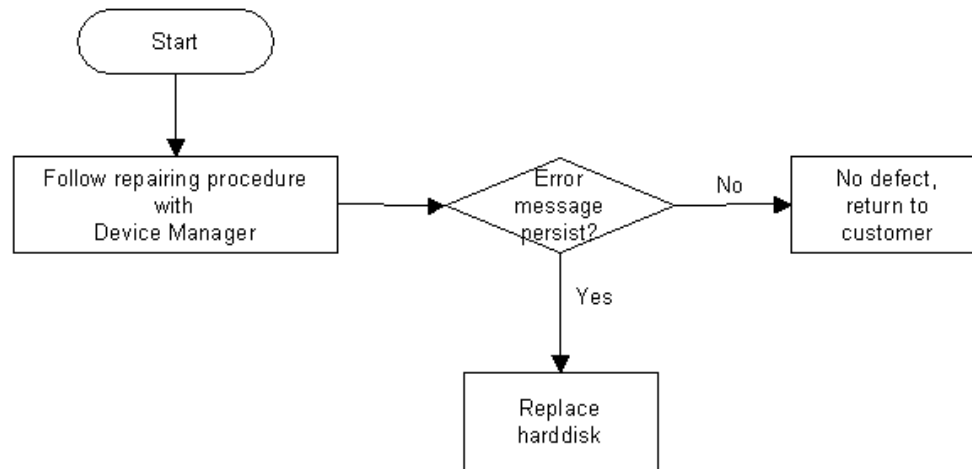 Start
Follow repairing procedure
with
Device Manager
Error
message
persist?
No
No defect,
return to
customer
Yes
Replace
harddisk